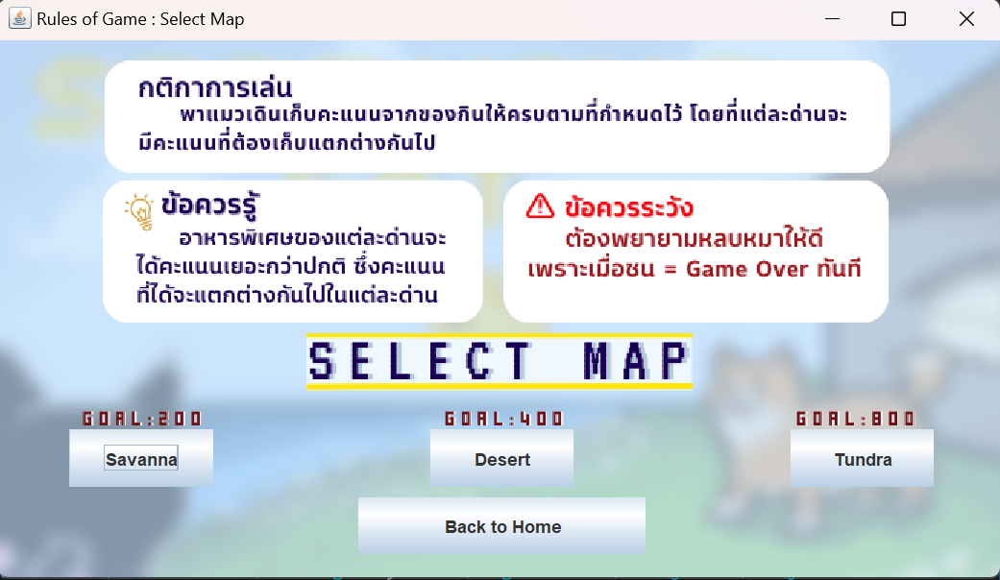 Rules of Game : Select Map
กติกาการเล่น
พาแมวเดินเก็บคะแนนจากของกินให้ครบตามที่กำหนดไว้ โดยที่แต่ละด่านจะ
มีคะแนนที่ต้องเก็บแตกต่างกันไป
ข้อควรรู้
อาหารพิเศษของแต่ละด่านจะ
ได้คะแนนเยอะกว่าปกติ ซึ่งคะแนน
ที่ได้จะแตกต่างกันไปในแต่ละด่าน
ข้อควรระวัง
ต้องพยายามหลบหมาให้ดี
เพราะเมื่อชน = Game Over ทันที
SELECT MAP
GOAL:200
GOAL:400
GOAL:800
Savanna
Desert
Tundra
Back to Home